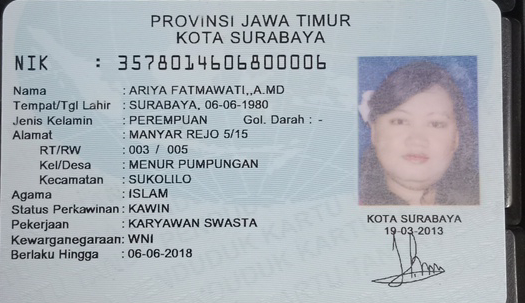 PROVINSI JAWA TIMUR
KOTA SURABAYA
NIK : 3578014606800006
Nama : ARIYA FATMAWATI,,A.MD
Tempat/Tgl Lahir : SURABAYA, 06-06-1980
Jenis Kelamin : PEREMPUAN Gol. Darah : -
Alamat : MANYAR REJO 5/15
RT/RW : 003 / 005
Kel/Desa : MENUR PUMPUNGAN
Kecamatan : SUKOLILO
Agama : ISLAM
Status Perkawinan : KAWIN
Pekerjaan : KARYAWAN SWASTA
Kewarganegaraan : WNI
Berlaku Hingga : 06-06-2018
KOTA SURABAYA
19-03-2013